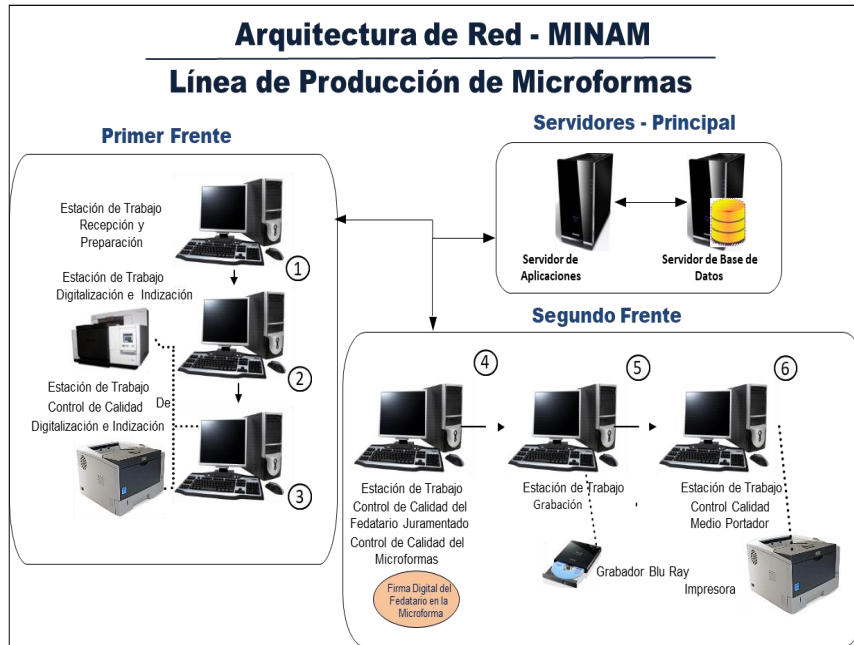 Arquitectura de Red - MINAM
Línea de Producción de Microformas
Primer Frente
Estación de Trabajo
Recepción y
Preparación
1
Estación de Trabajo
Digitalización e Indización
2
Estación de Trabajo
Control de Calidad De
Digitalización e Indización
3
Servidores - Principal
Servidor de
Aplicaciones
Servidor de Base de
Datos
Segundo Frente
4
Estación de Trabajo
Control de Calidad del
Fedatario Juramentado
Control de Calidad del
Microformas
Firma Digital del
Fedatario en la
Microforma
5
Estación de Trabajo
Grabación
Grabador Blu Ray
6
Estación de Trabajo
Control Calidad
Medio Portador
Impresora